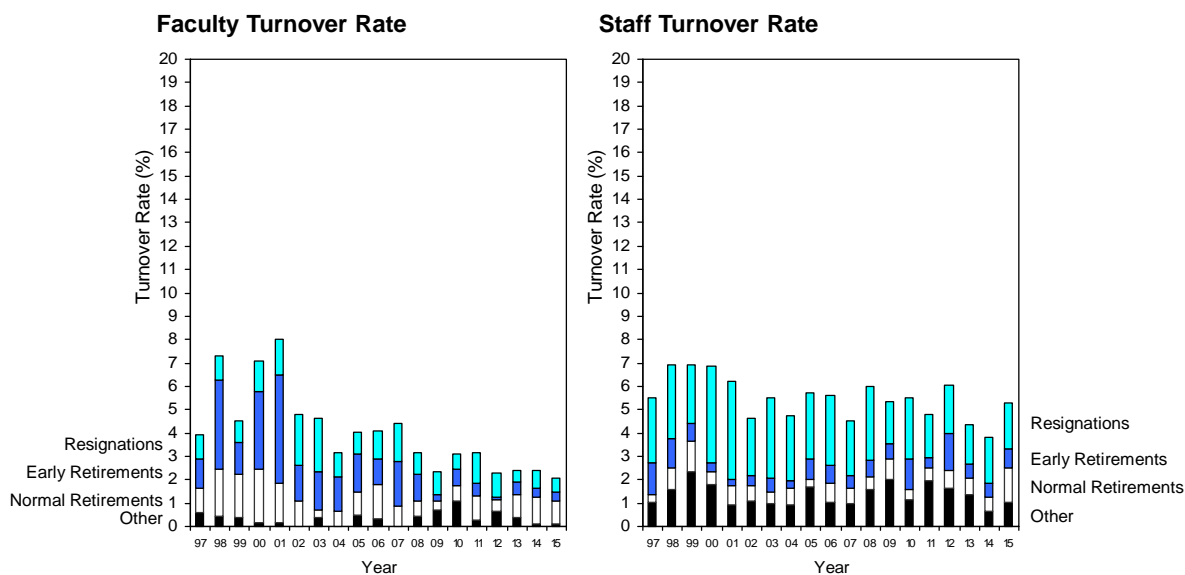 Faculty Turnover Rate
20
19
18
17
16
15
14
13
12
11
10
9
8
7
6
5
4
3
2
1
0
Turnover Rate (%)
Resignations
Early Retirements
Normal Retirements
Other
97 98 99 00 01 02 03 04 05 06 07 08 09 10 11 12 13 14 15
Year
Staff Turnover Rate
20
19
18
17
16
15
14
13
12
11
10
9
8
7
6
5
4
3
2
1
0
Turnover Rate (%)
97 98 99 00 01 02 03 04 05 06 07 08 09 10 11 12 13 14 15
Year
Resignations
Early Retirements
Normal Retirements
Other